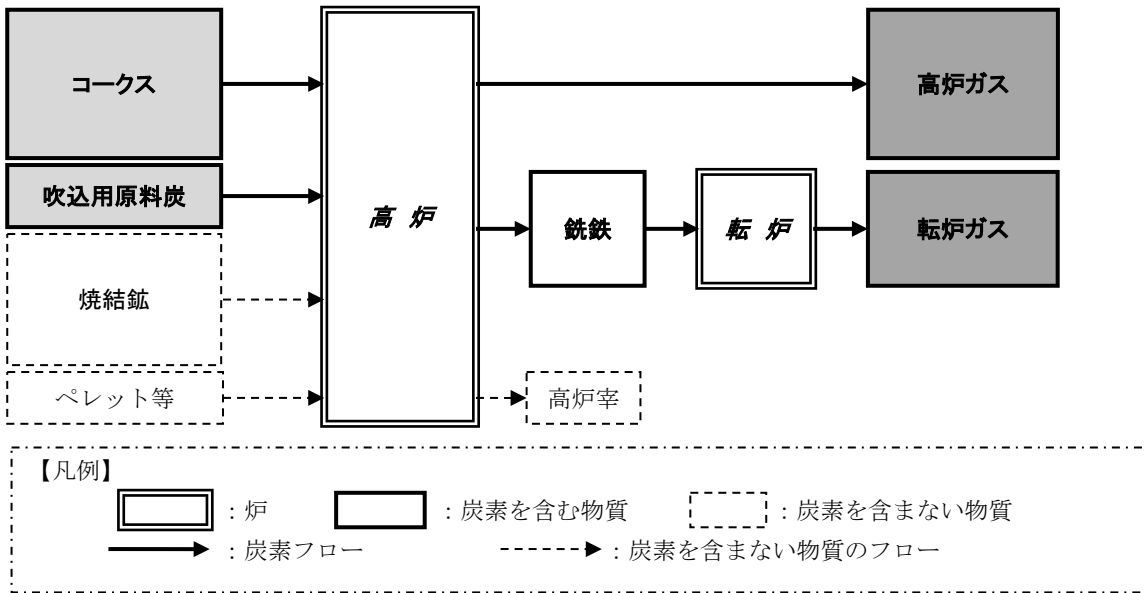 コークス
高炉ガス
吹込用原料炭
高 炉
銑鉄
転 炉
転炉ガス
焼結鉱
ペレット等
高炉宰
【凡例】
：炉
：炭素を含む物質
：炭素を含まない物質
：炭素フロー
：炭素を含まない物質のフロー